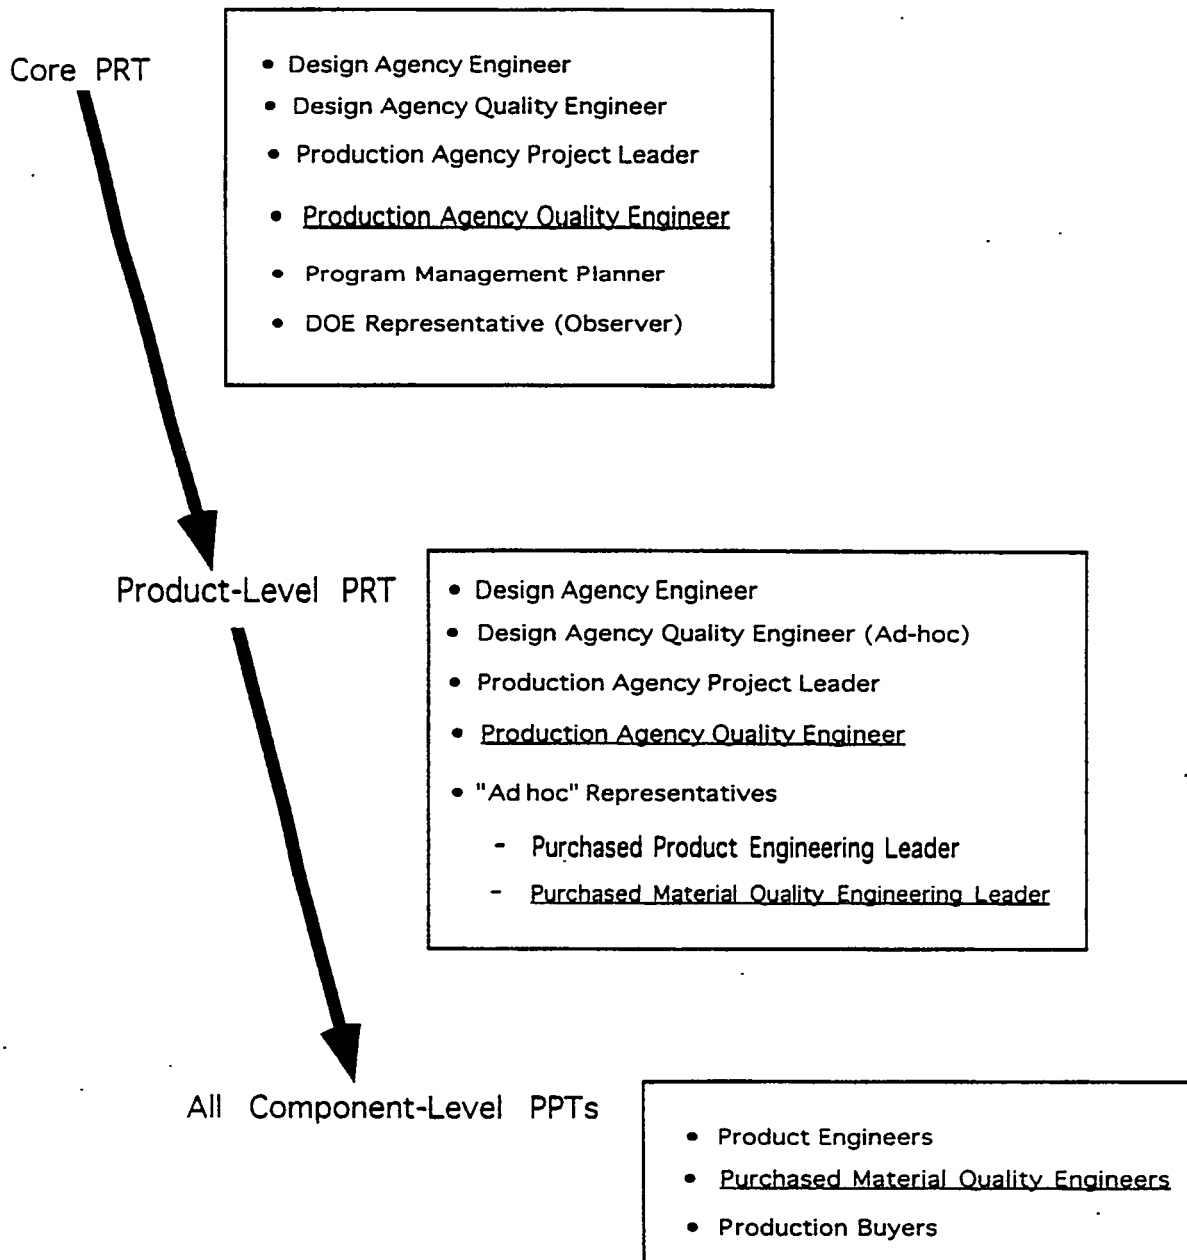 Core PRT
• Design Agency Engineer
• Design Agency Quality Engineer
• Production Agency Project Leader
• Production Agency Quality Engineer
• Program Management Planner
• DOE Representative (Observer)
Product-Level PRT
• Design Agency Engineer
• Design Agency Quality Engineer (Ad-hoc)
• Production Agency Project Leader
• Production Agency Quality Engineer
• "Ad hoc" Representatives
- Purchased Product Engineering Leader
- Purchased Material Quality Engineering Leader
All Component-Level PPTs
• Product Engineers
• Purchased Material Quality Engineers
• Production Buyers